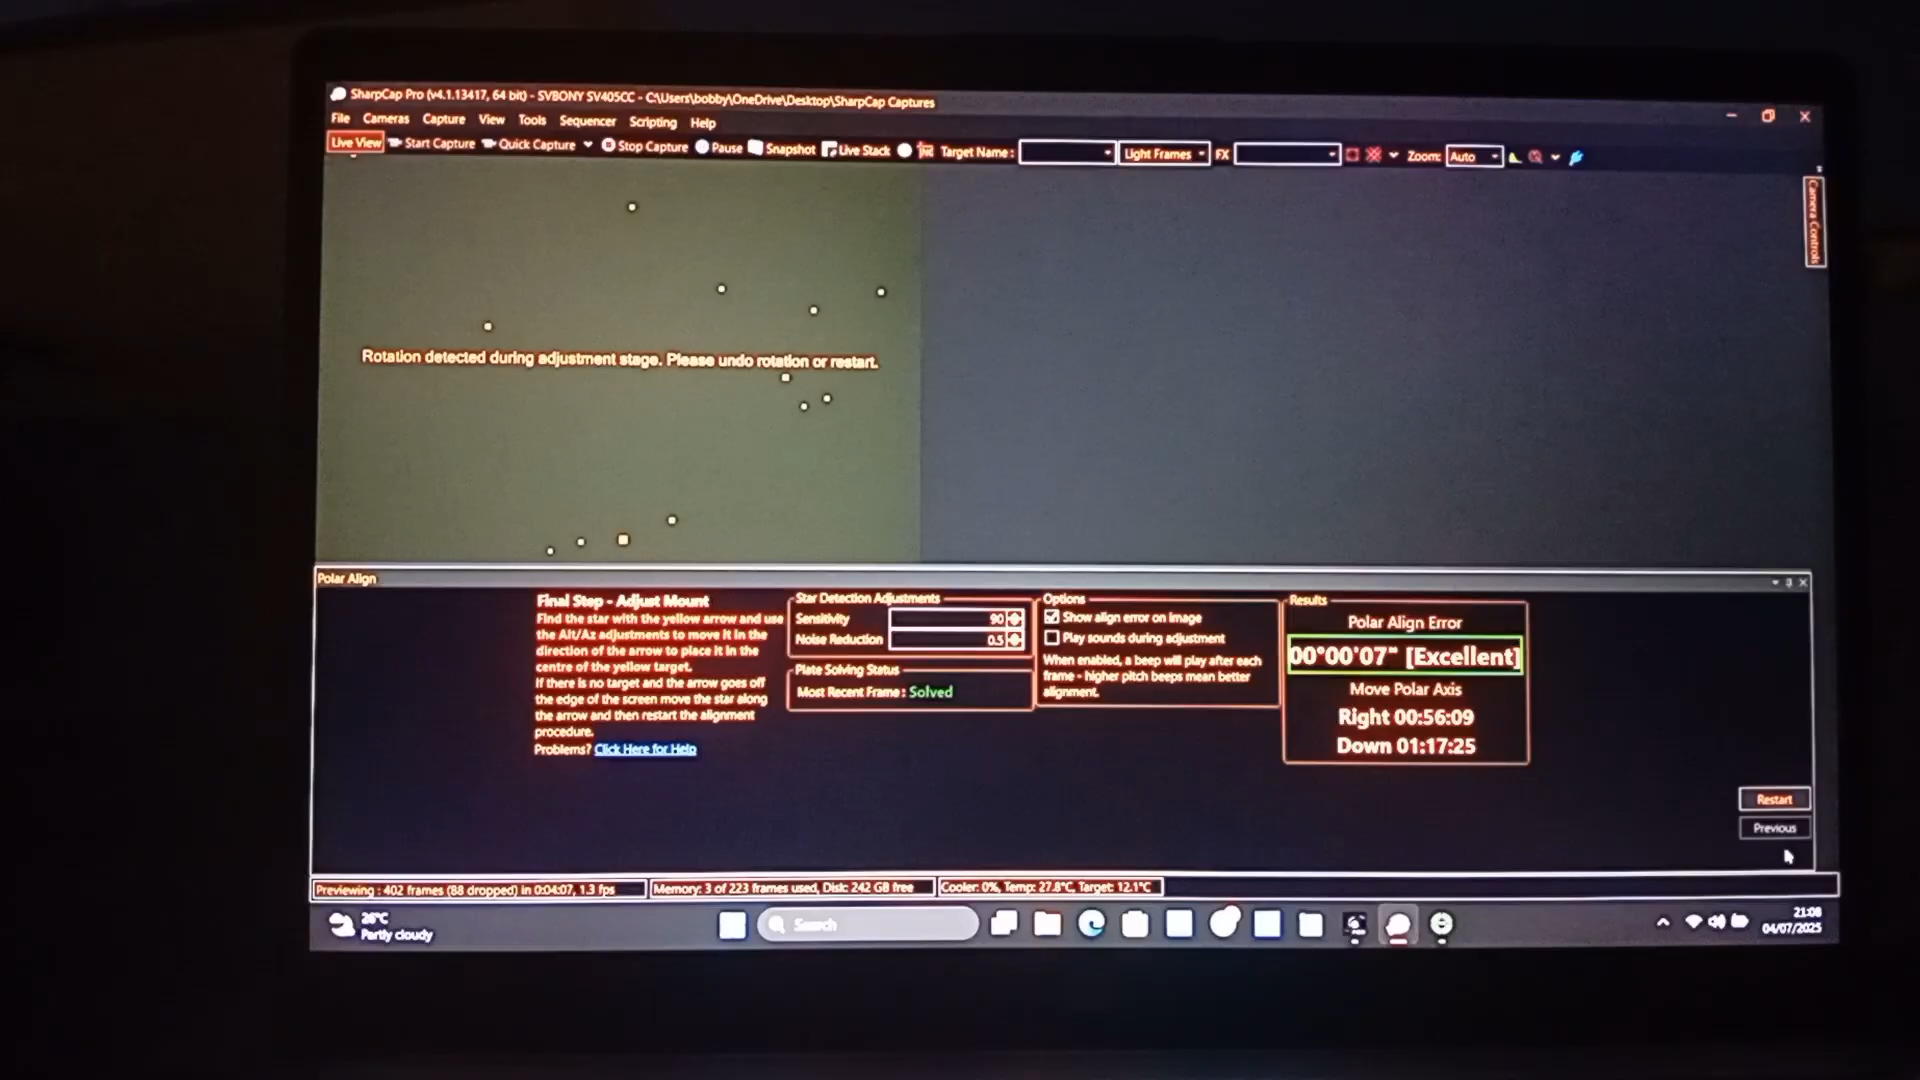 SharpCap Pro (v4.1.13417, 64 bit) - SVBONY SV405CC - C:\Users\bobby\OneDrive\Desktop\SharpCap Captures
File Cameras Capture View Tools Sequencer Scripting Help
Live View Start Capture Quick Capture Stop Capture Pause Snapshot Live Stack Target Name : Light Frames FX Zoom: Auto
Camera Controls
Rotation detected during adjustment stage. Please undo rotation or restart.
Polar Align
Final Step - Adjust Mount
Find the star with the yellow arrow and use
the Alt/Az adjustments to move it in the
direction of the arrow to place it in the
centre of the yellow target.
If there is no target and the arrow goes off
the edge of the screen move the star along
the arrow and then restart the alignment
procedure.
Problems? Click Here for Help
Star Detection Adjustments
Sensitivity 90
Noise Reduction 0.5
Plate Solving Status
Most Recent Frame : Solved
Options
Show align error on image
Play sounds during adjustment
When enabled, a beep will play after each
frame - higher pitch beeps mean better
alignment.
Results
Polar Align Error
00°00'07" [Excellent]
Move Polar Axis
Right 00:56:09
Down 01:17:25
Restart
Previous
Previewing : 402 frames (88 dropped) in 0:04:07, 1.3 fps Memory: 3 of 223 frames used, Disk: 242 GB free Cooler: 0%, Temp: 27.8°C, Target: 12.1°C
26°C
Partly cloudy
Search
21:08
04/07/2025